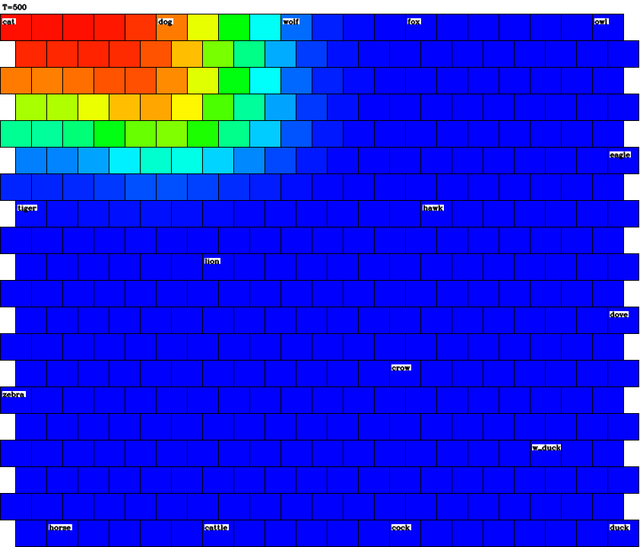 T=500
cat dog wolf fox owl
eagle
tiger hawk
lion
dove
crow
zebra
w_duck
horse cattle cock duck